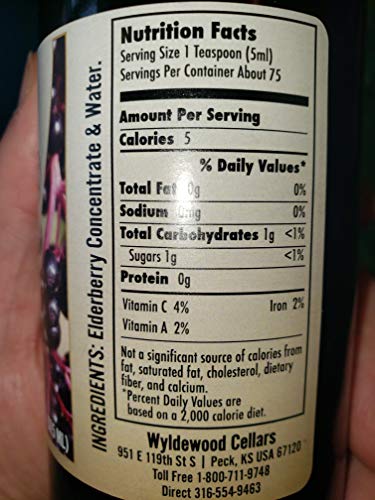 Nutrition Facts
Serving Size 1 Teaspoon (5ml)
Servings Per Container About 75
Amount Per Serving
Calories 5
% Daily Values*
Total Fat 0g 0%
Sodium 0mg 0%
Total Carbohydrates 1g <1%
Sugars 1g <1%
Protein 0g
Vitamin C 4% Iron 2%
Vitamin A 2%
Not a significant source of calories from
fat, saturated fat, cholesterol, dietary
fiber, and calcium.
*Percent Daily Values are
based on a 2,000 calorie diet.
Wyldewood Cellars
951 E 119th St S | Peck, KS USA 67120
Toll Free 1-800-711-9748
Direct 316-554-9463
INGREDIENTS: Elderberry Concentrate & Water.